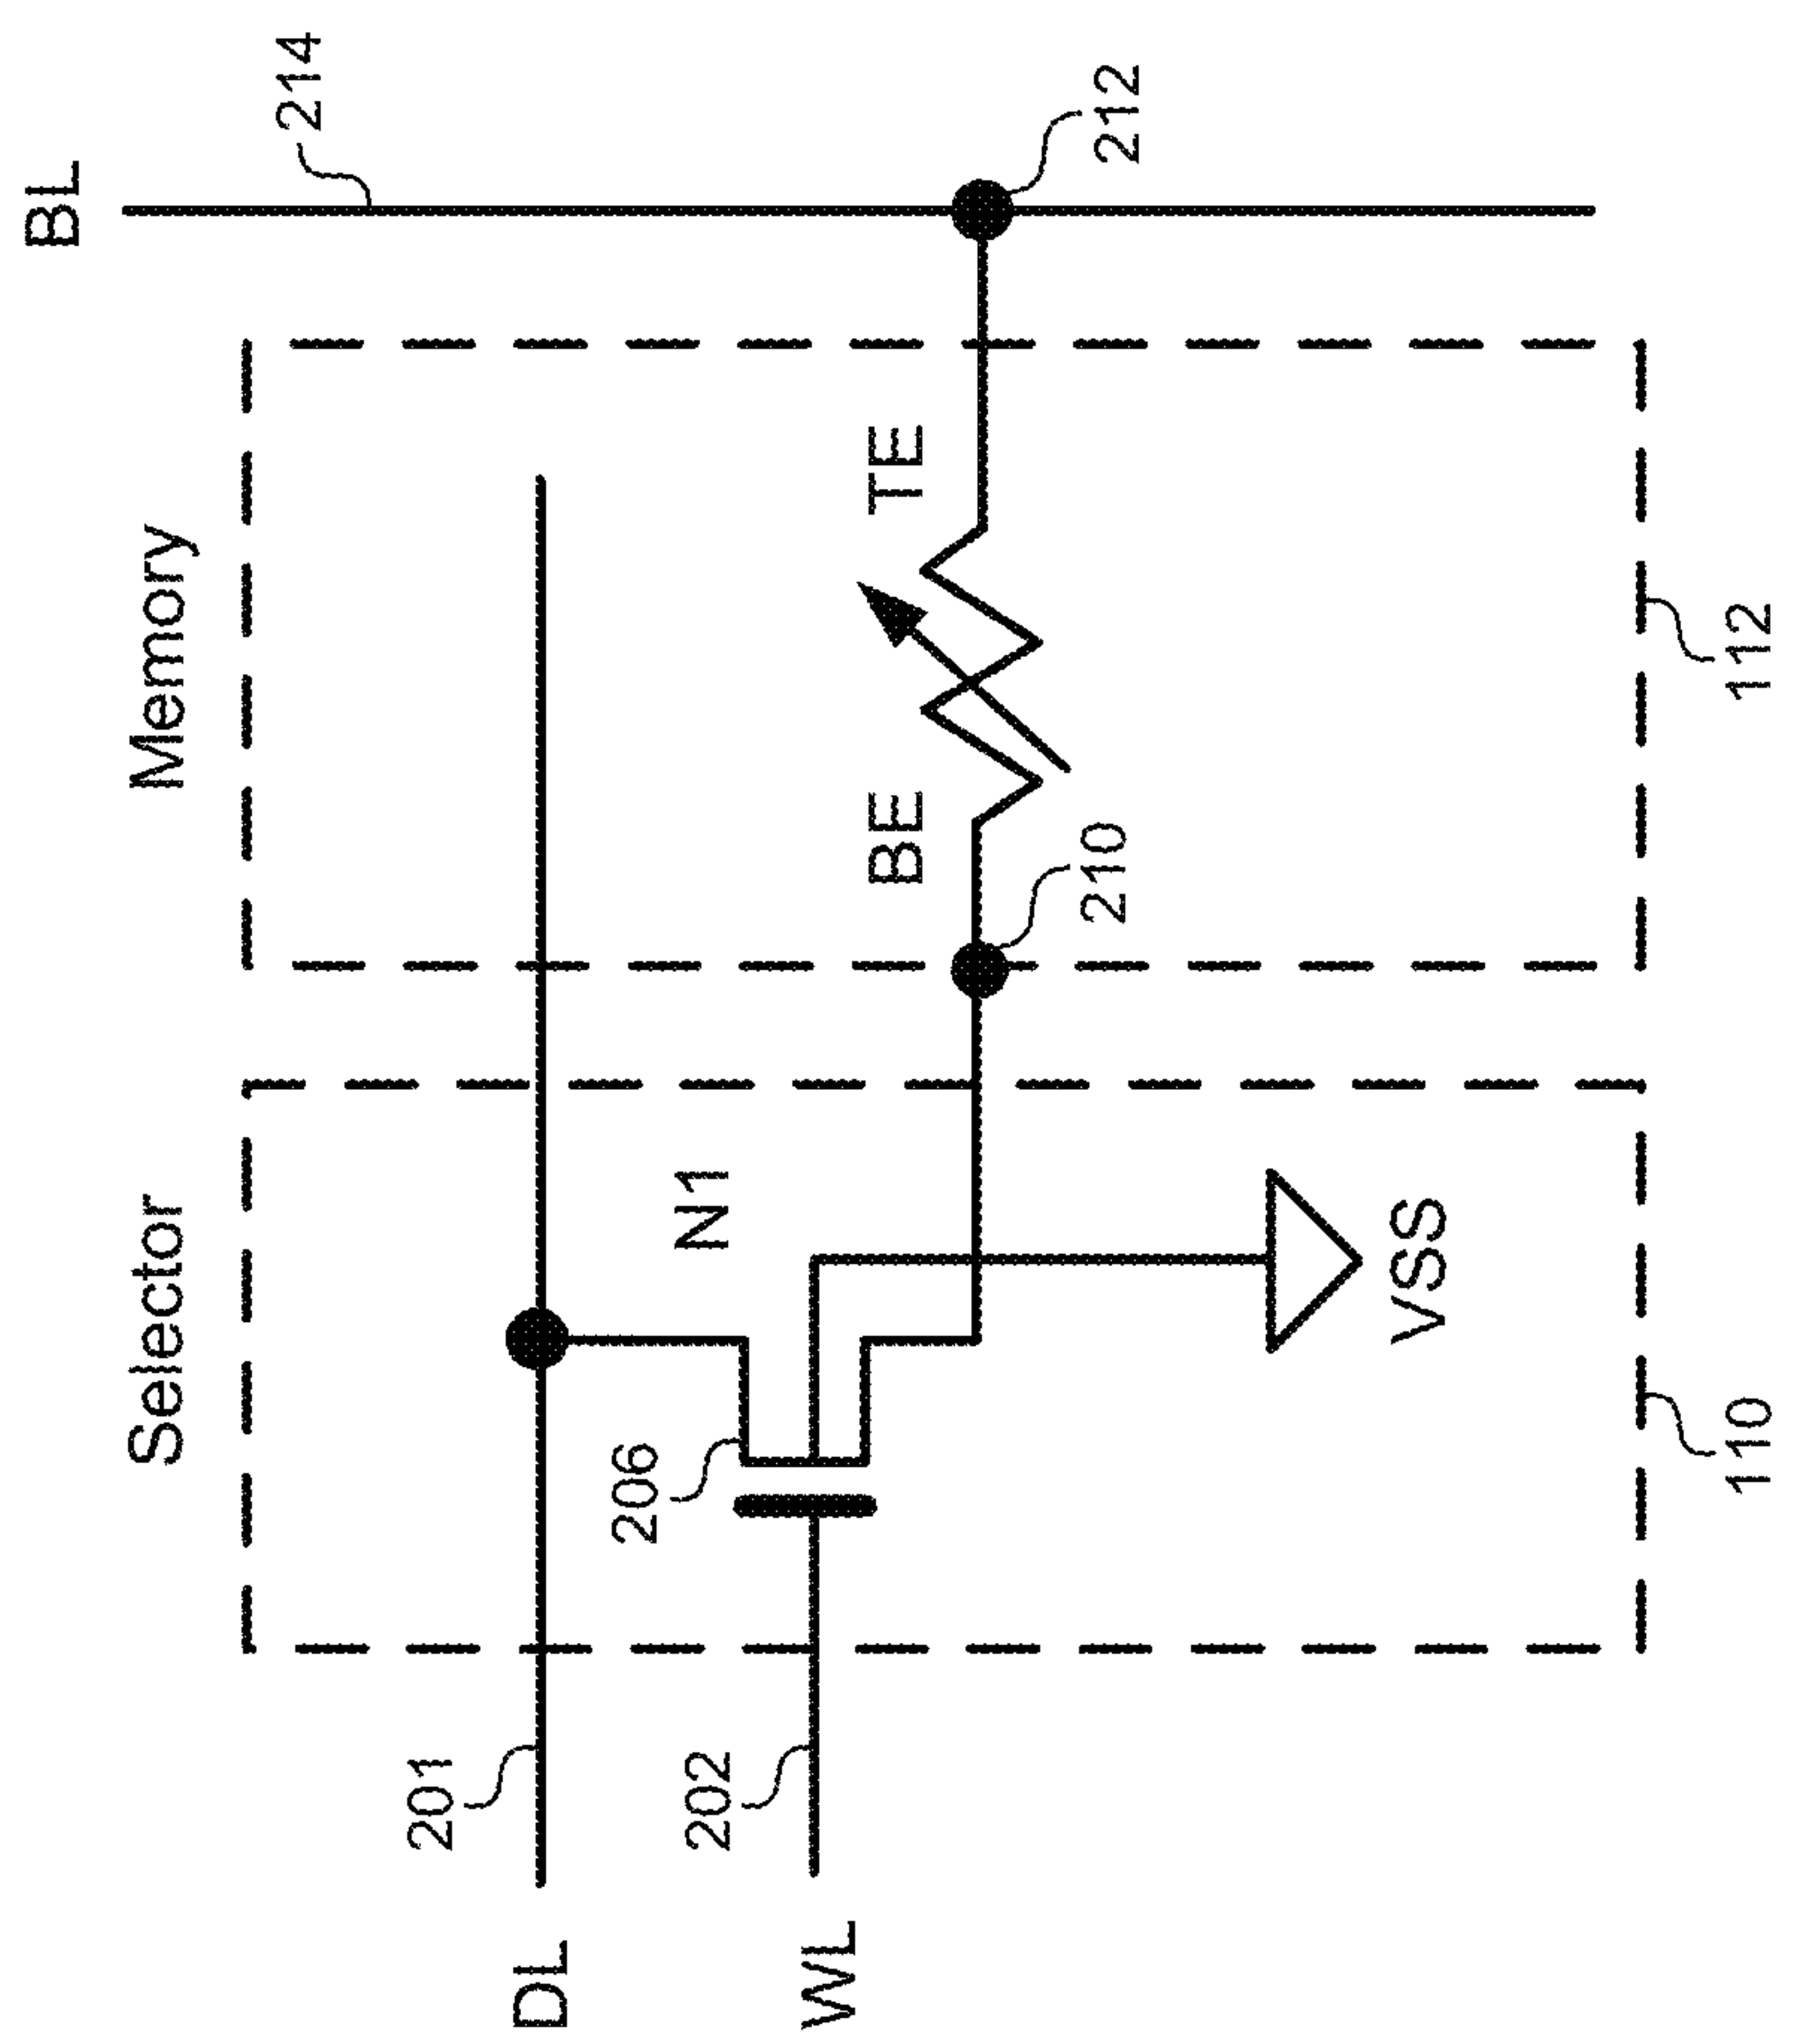 BL
Selector
Memory
214
201
DL
206
N1
202
WL
BE
TE
210
212
VSS
110
112